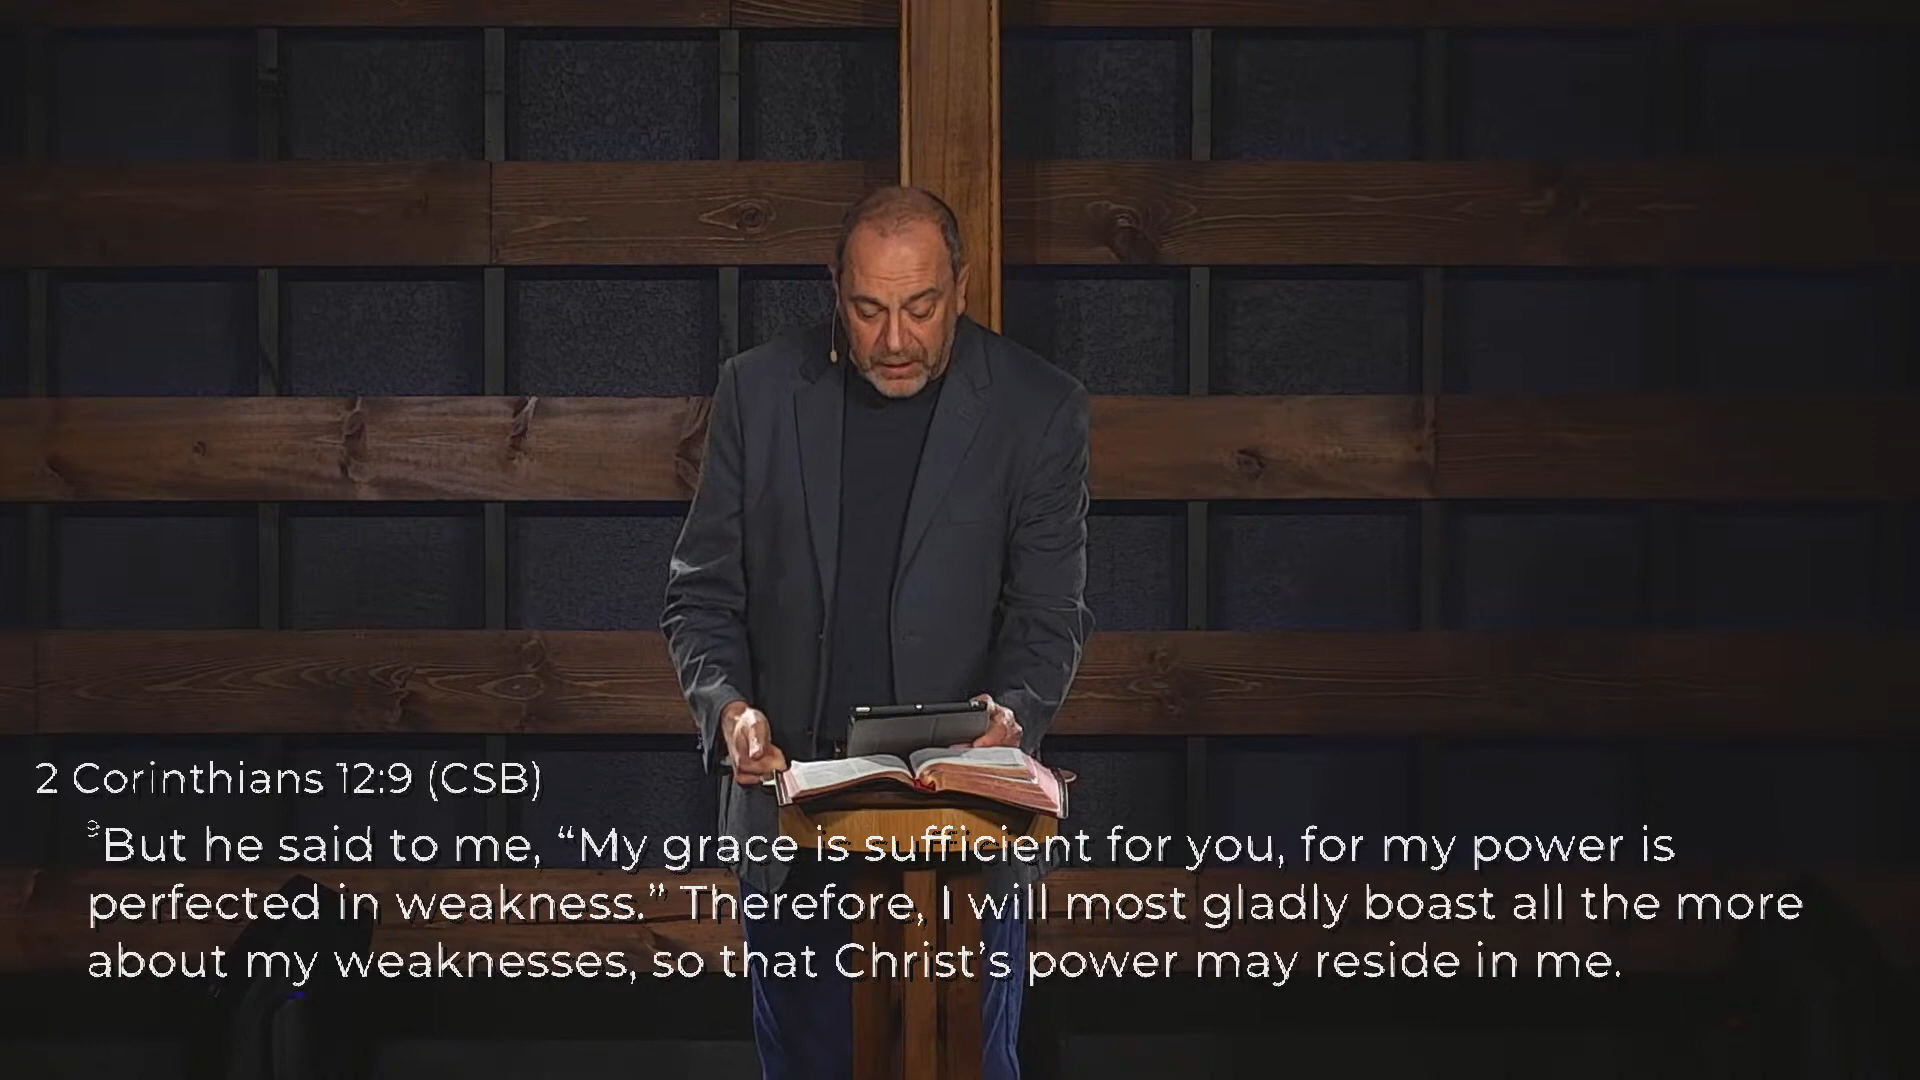 2 Corinthians 12:9 (CSB)
9But he said to me, “My grace is sufficient for you, for my power is
perfected in weakness.” Therefore, I will most gladly boast all the more
about my weaknesses, so that Christ’s power may reside in me.